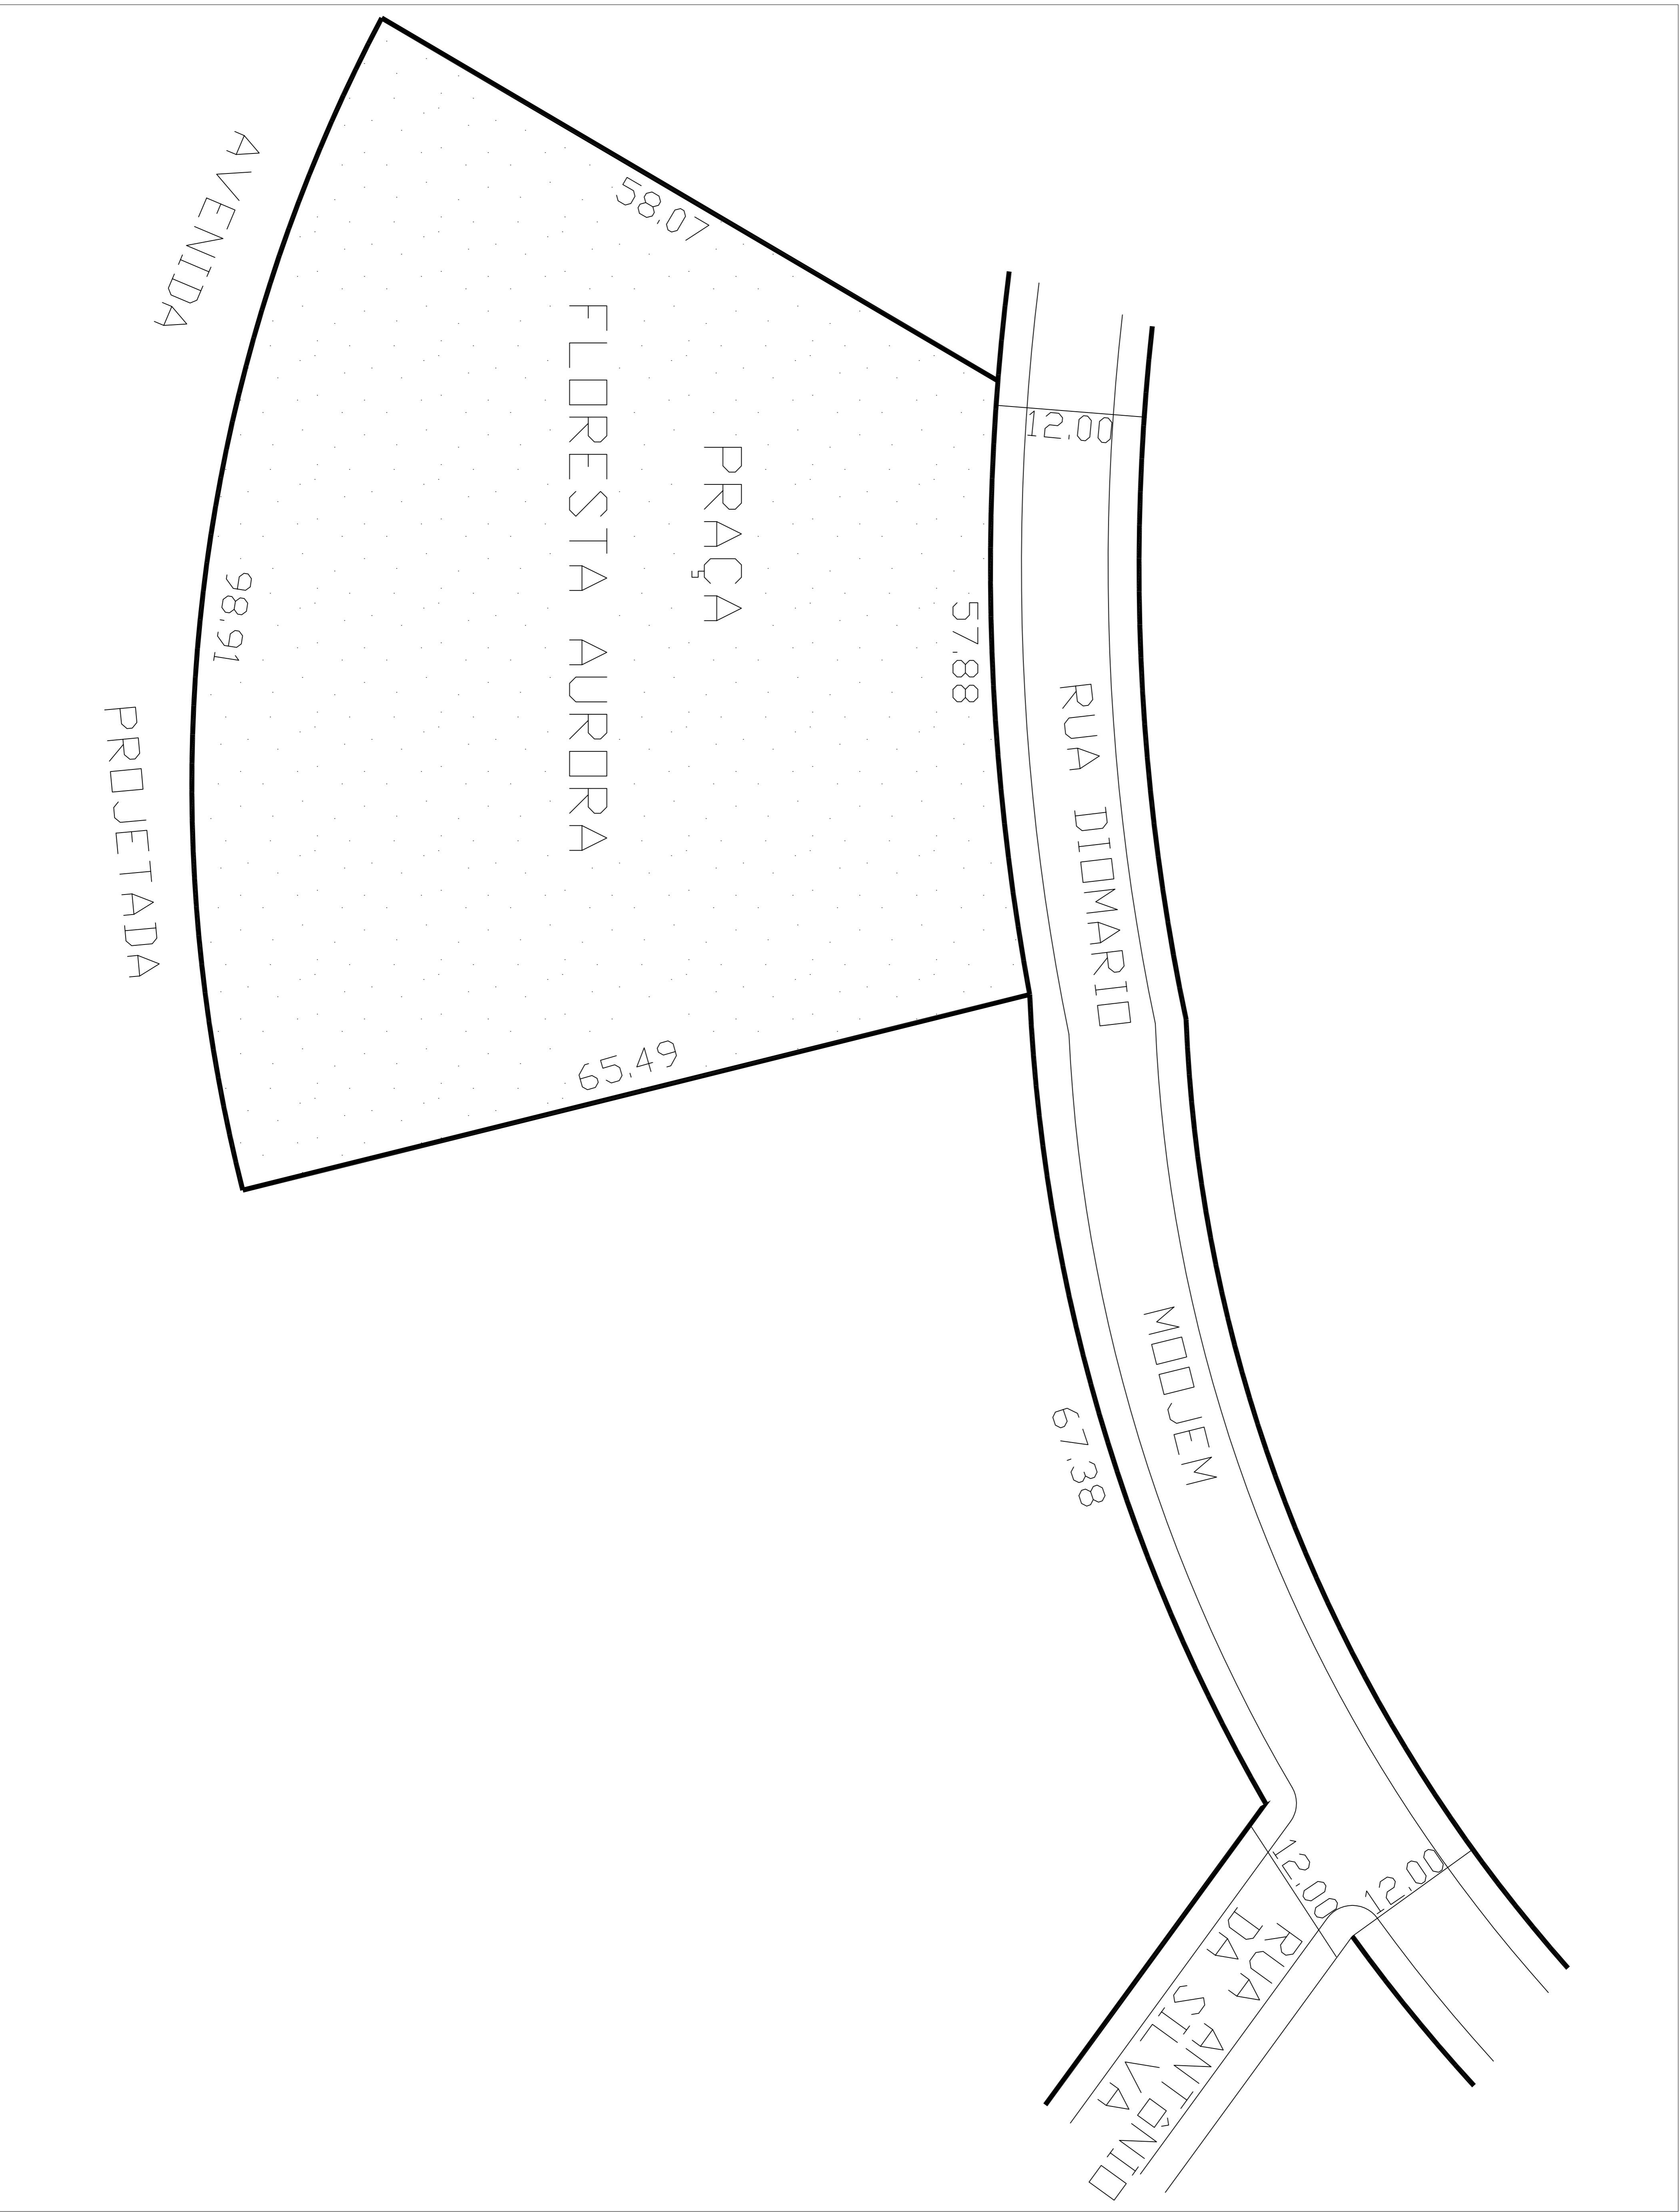 58.07
12.00
PRAÇA
FLORESTA AURORA
57.88
98.91
AVENIDA PROJETADA
RUA DIOMARIO MOOJEM
65.49
67.38
12.00
12.00
RUA ANTÔNIO
DA SILVA